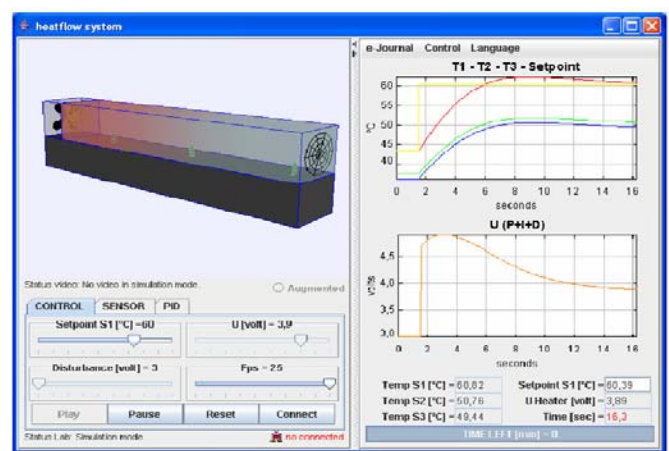 heatflow system
Status video: No video in simulation mode.
Augmented
CONTROL SENSOR PID
Setpoint S1 [°C] =60
U [volt] = 3,9
Disturbance [volt] = 3
Fps = 25
Play Pause Reset Connect
Status Lab: Simulation mode
no connected
e-Journal Control Language
T1 - T2 - T3 - Setpoint
60
55
50
45
40
°C
0 2 4 6 8 10 12 14 16
seconds
U (P+I+D)
4,5
4,0
3,5
3,0
volts
0 2 4 6 8 10 12 14 16
seconds
Temp S1 [°C] = 60,82 Setpoint S1 [°C] = 60,39
Temp S2 [°C] = 50,76 U Heater [volt] = 3,89
Temp S3 [°C] = 49,44 Time [sec] = 16,3
TIME LEFT [min] = 0